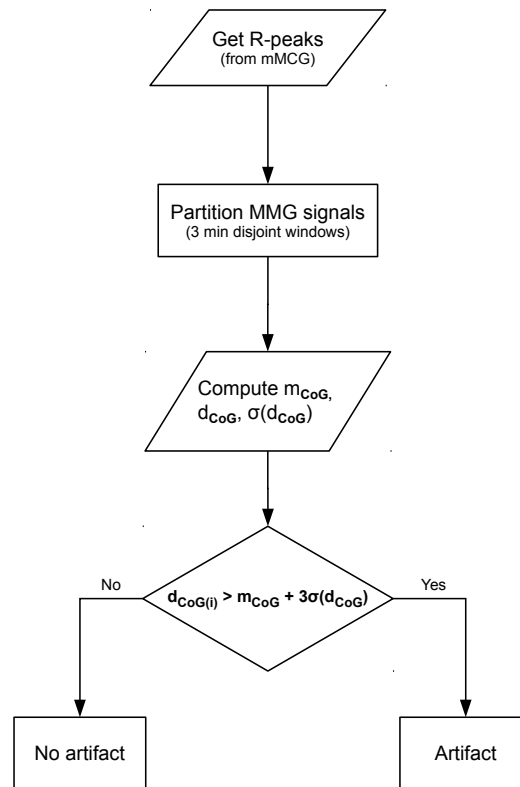 Get R-peaks
(from mMCG)
Partition MMG signals
(3 min disjoint windows)
Compute mCoG,
dCoG, σ(dCoG)
No
dCoG(i) > mCoG + 3σ(dCoG)
Yes
No artifact
Artifact